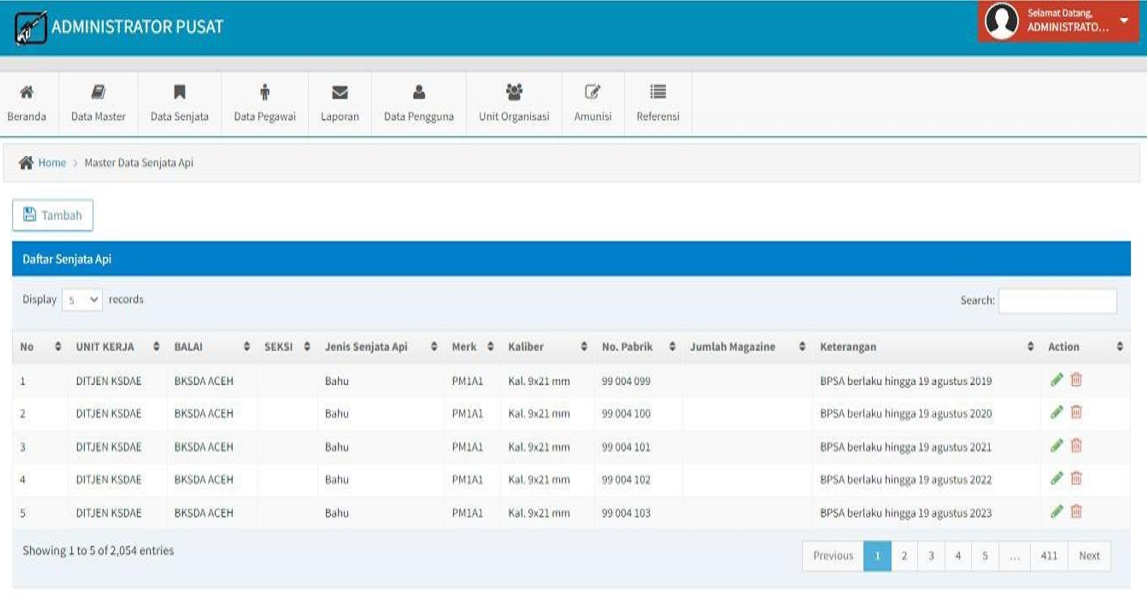 ADMINISTRATOR PUSAT
Selamat Datang,
ADMINISTRATO...
Beranda Data Master Data Senjata Data Pegawai Laporan Data Pengguna Unit Organisasi Amunisi Referensi
Home > Master Data Senjata Api
Tambah
Daftar Senjata Api
Display 5 records Search:
No UNIT KERJA BALAI SEKSI Jenis Senjata Api Merk Kaliber No. Pabrik Jumlah Magazine Keterangan Action
1 DITJEN KSDAE BKSDA ACEH Bahu PM1A1 Kal. 9x21 mm 99 004 099 BPSA berlaku hingga 19 agustus 2019
2 DITJEN KSDAE BKSDA ACEH Bahu PM1A1 Kal. 9x21 mm 99 004 100 BPSA berlaku hingga 19 agustus 2020
3 DITJEN KSDAE BKSDA ACEH Bahu PM1A1 Kal. 9x21 mm 99 004 101 BPSA berlaku hingga 19 agustus 2021
4 DITJEN KSDAE BKSDA ACEH Bahu PM1A1 Kal. 9x21 mm 99 004 102 BPSA berlaku hingga 19 agustus 2022
5 DITJEN KSDAE BKSDA ACEH Bahu PM1A1 Kal. 9x21 mm 99 004 103 BPSA berlaku hingga 19 agustus 2023
Showing 1 to 5 of 2,054 entries Previous 1 2 3 4 5 ... 411 Next